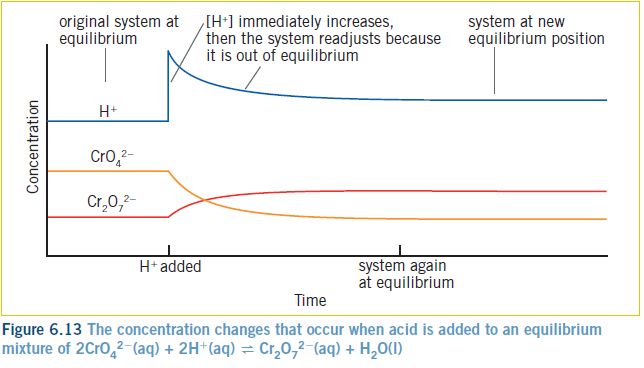 original system at
equilibrium
[H⁺] immediately increases,
then the system readjusts because
it is out of equilibrium
system at new
equilibrium position
Concentration
H⁺
CrO₄²⁻
Cr₂O₇²⁻
H⁺ added
system again
at equilibrium
Time
Figure 6.13 The concentration changes that occur when acid is added to an equilibrium
mixture of 2CrO₄²⁻(aq) + 2H⁺(aq) ⇌ Cr₂O₇²⁻(aq) + H₂O(l)